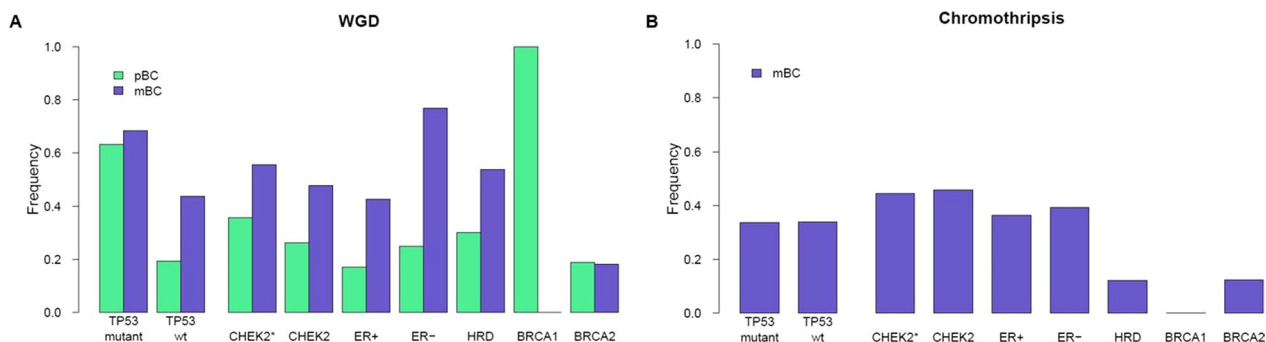 A
WGD
pBC
mBC
Frequency
1.0
0.8
0.6
0.4
0.2
0.0
TP53
mutant
TP53
wt
CHEK2*
CHEK2
ER+
ER−
HRD
BRCA1
BRCA2
B
Chromothripsis
mBC
Frequency
1.0
0.8
0.6
0.4
0.2
0.0
TP53
mutant
TP53
wt
CHEK2*
CHEK2
ER+
ER−
HRD
BRCA1
BRCA2